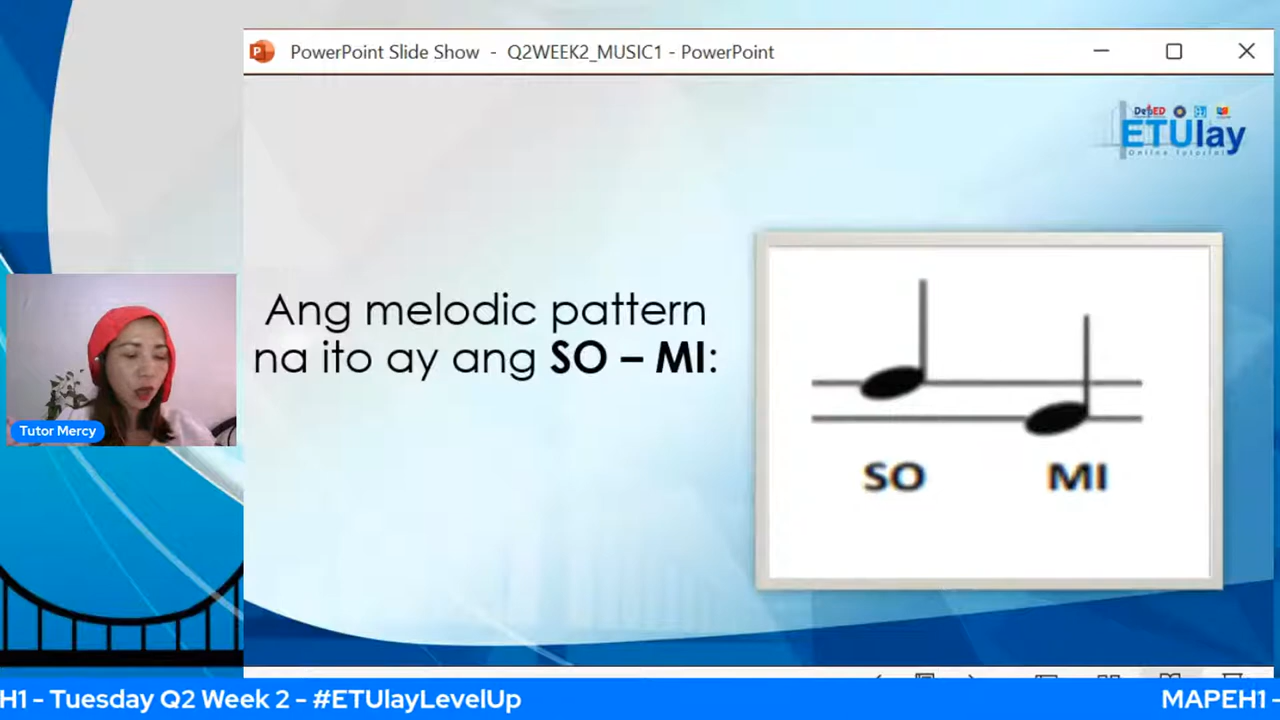 PowerPoint Slide Show - Q2WEEK2_MUSIC1 - PowerPoint
DepED
ETUlay
Online Tutorial
Ang melodic pattern
na ito ay ang SO – MI:
SO MI
Tutor Mercy
H1 - Tuesday Q2 Week 2 - #ETUlayLevelUp MAPEH1 -